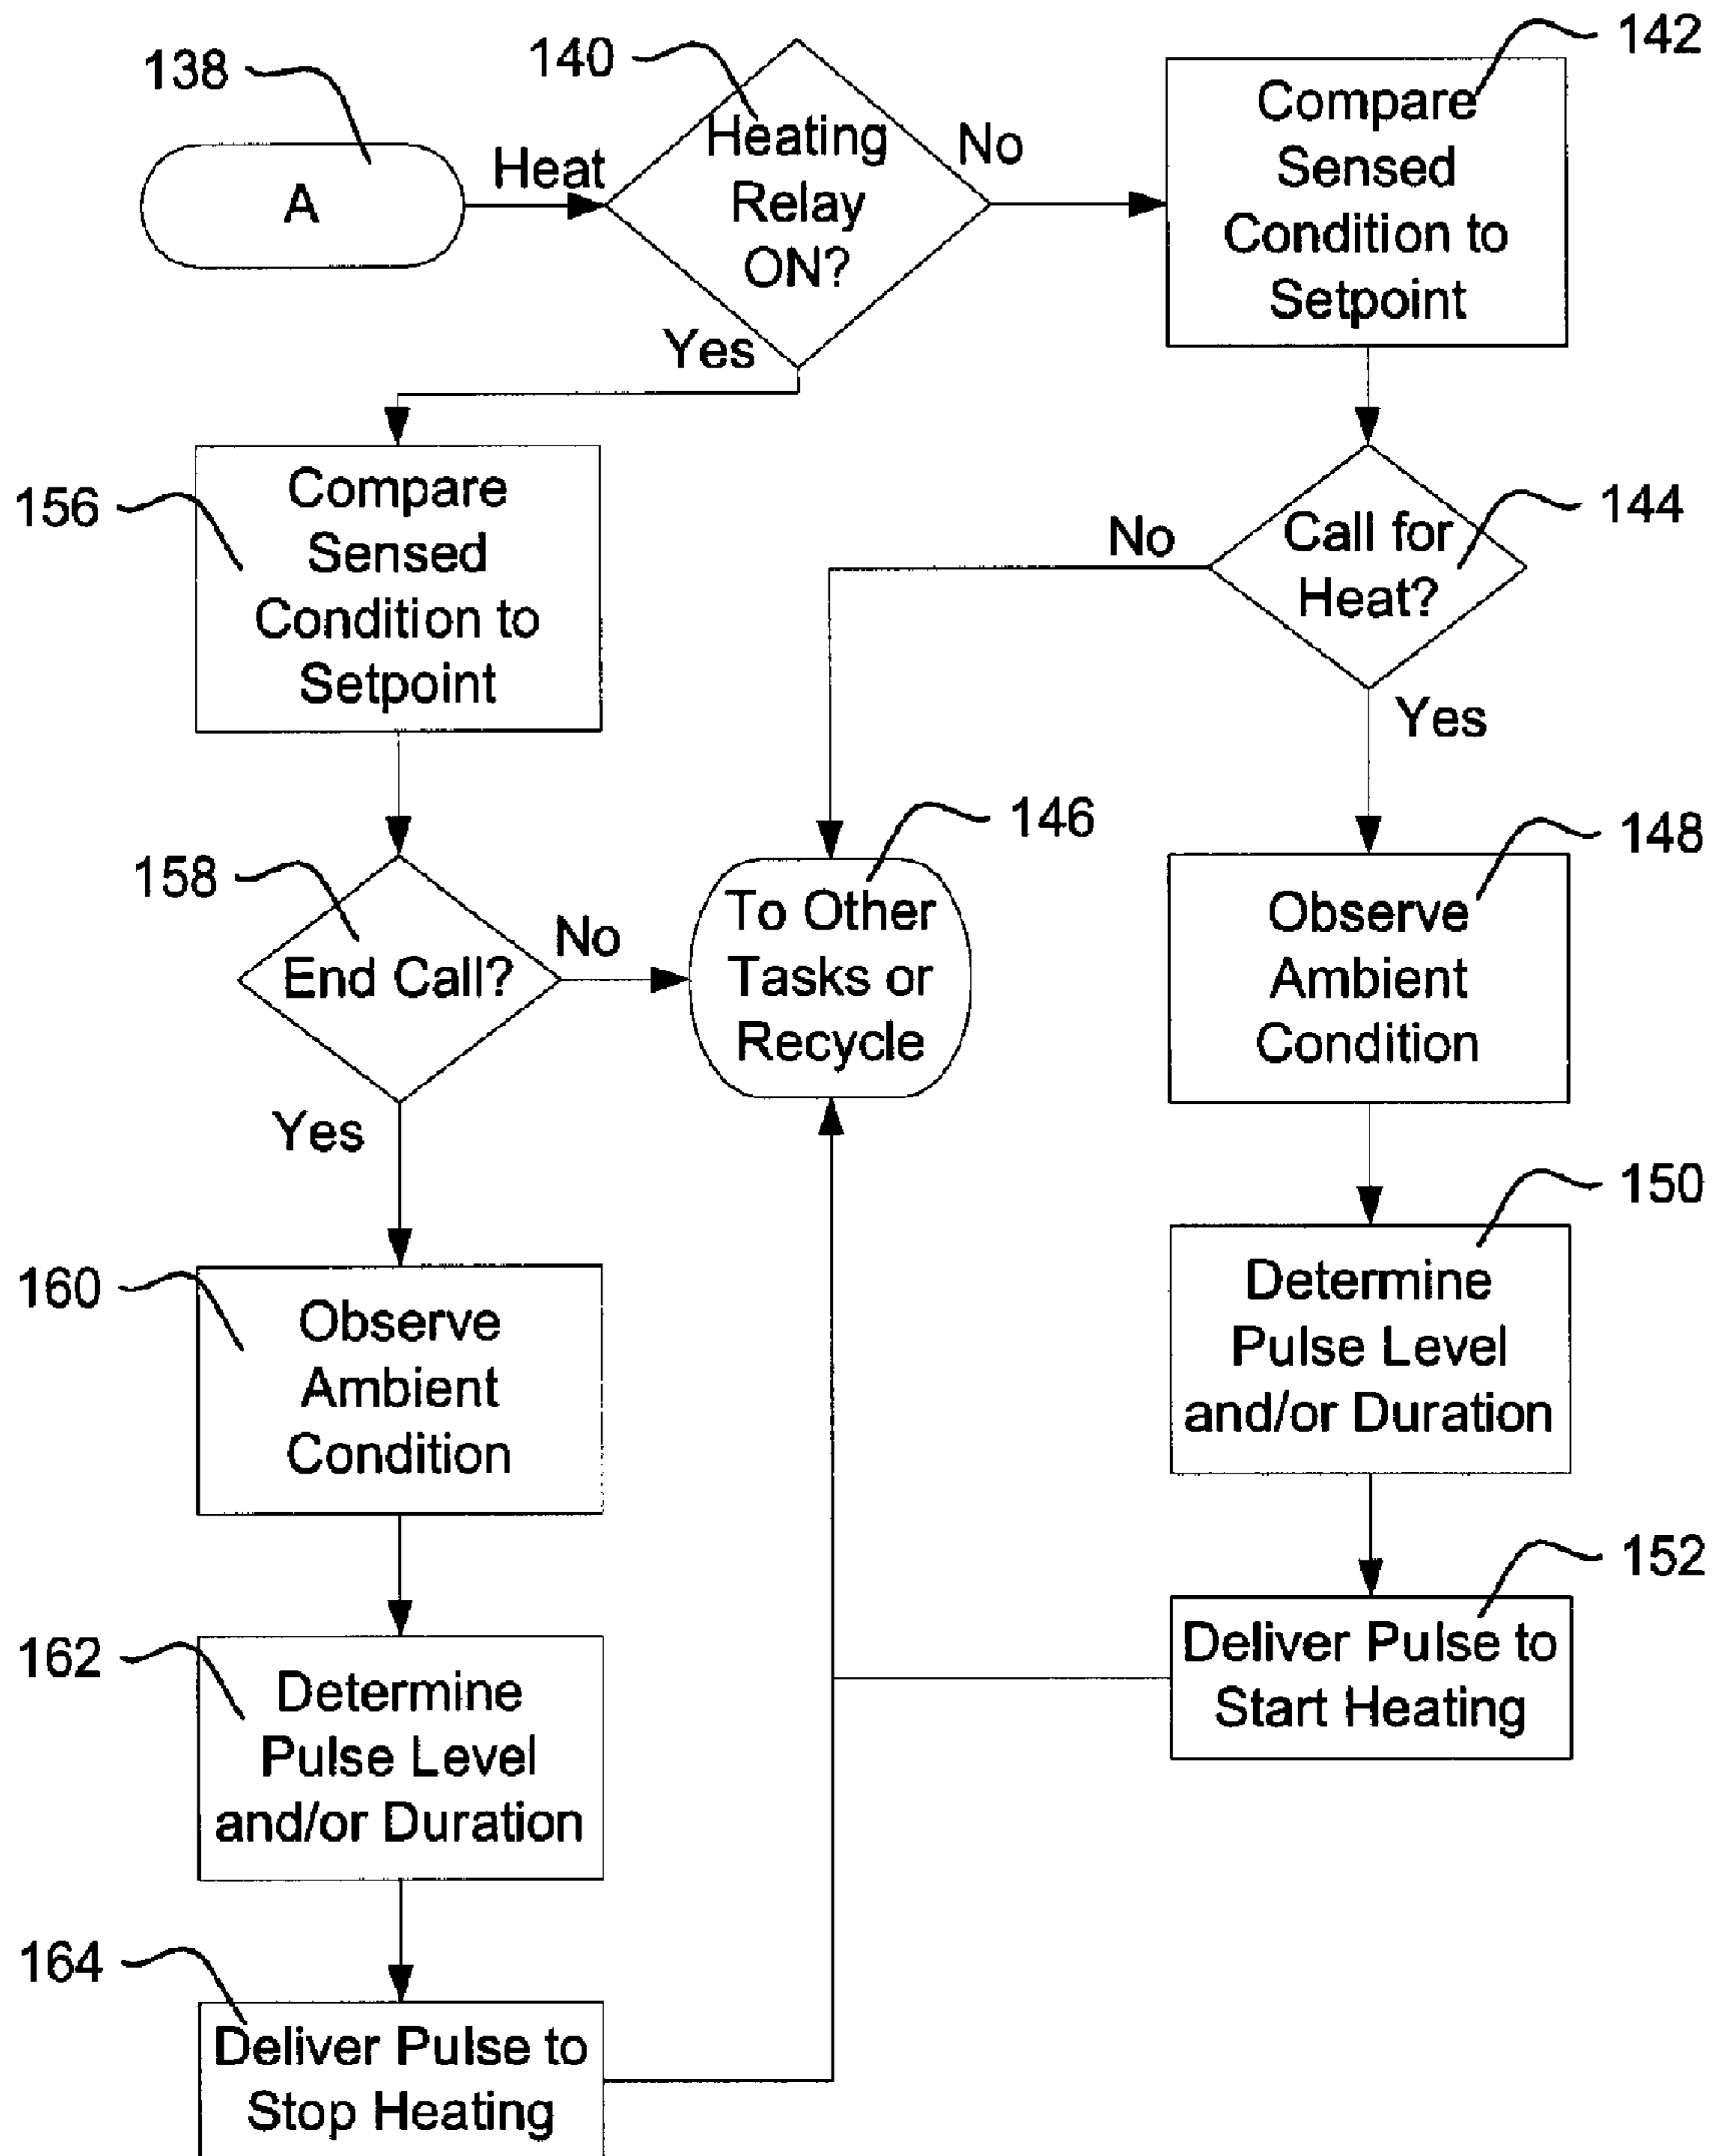 138
A
Heat
140
Heating
Relay
ON?
No
Yes
142
Compare
Sensed
Condition to
Setpoint
156
Compare
Sensed
Condition to
Setpoint
144
Call for
Heat?
No
Yes
158
End Call?
No
Yes
146
To Other
Tasks or
Recycle
148
Observe
Ambient
Condition
150
Determine
Pulse Level
and/or Duration
152
Deliver Pulse to
Start Heating
160
Observe
Ambient
Condition
162
Determine
Pulse Level
and/or Duration
164
Deliver Pulse to
Stop Heating